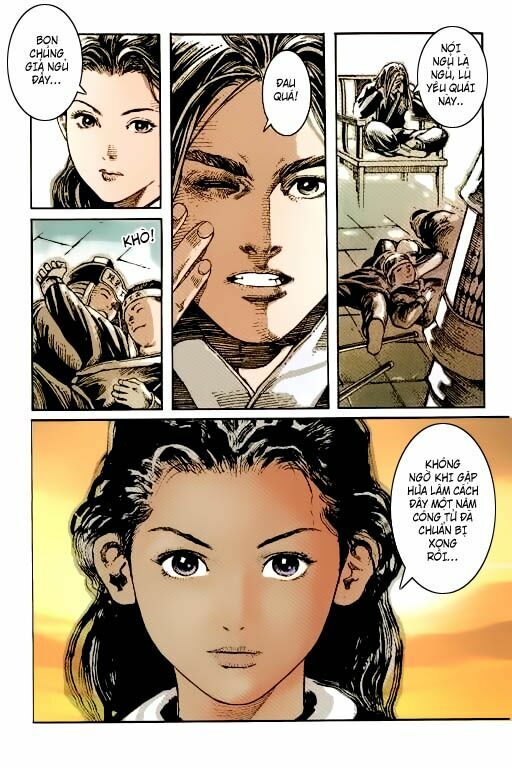 NÓI
NGỦ LÀ
NGỦ, LŨ
YÊU QUÁI
NÀY..
ĐAU
QUÁ!
BỌN
CHÚNG
GIẢ NGỦ
ĐẤY...
KHÒ!
KHÔNG
NGỜ KHI GẶP
HỨA LÂM CÁCH
ĐÂY MỘT NĂM
CÔNG TỬ ĐÃ
CHUẨN BỊ
XONG
RỒI...